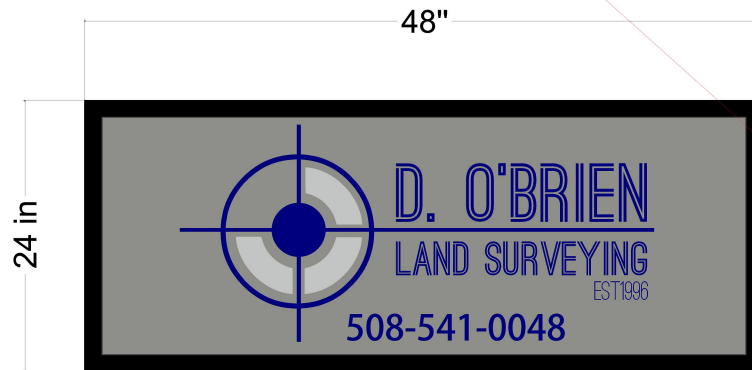 48"
24 in
D. O'BRIEN
LAND SURVEYING
EST1996
508-541-0048